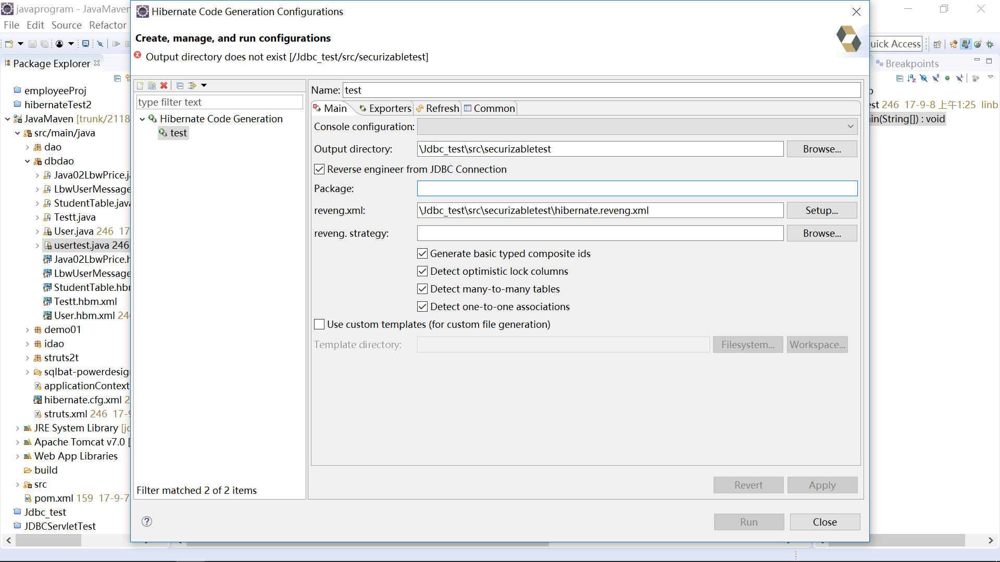 javaprogram - JavaMaven
File Edit Source Refactor
Quick Access
Package Explorer
employeeProj
hibernateTest2
JavaMaven [trunk/2118
src/main/java
dao
dbdao
Java02LbwPrice.ja
LbwUserMessage
StudentTable.java
Testt.java
User.java 246 17
usertest.java 246
Java02LbwPrice.h
LbwUserMessage
StudentTable.hbr
Testt.hbm.xml
User.hbm.xml 24
demo01
idao
struts2t
sqlbat-powerdesig
applicationContext
hibernate.cfg.xml 2
struts.xml 246 17-9
JRE System Library [jd
Apache Tomcat v7.0 [
Web App Libraries
build
src
pom.xml 159 17-9-7
Jdbc_test
JDBCServletTest
Hibernate Code Generation Configurations
Create, manage, and run configurations
Output directory does not exist [/Jdbc_test/src/securizabletest]
type filter text
Hibernate Code Generation
test
Filter matched 2 of 2 items
Name: test
Main Exporters Refresh Common
Console configuration:
Output directory: \Jdbc_test\src\securizabletest Browse...
Reverse engineer from JDBC Connection
Package:
reveng.xml: \Jdbc_test\src\securizabletest\hibernate.reveng.xml Setup...
reveng. strategy: Browse...
Generate basic typed composite ids
Detect optimistic lock columns
Detect many-to-many tables
Detect one-to-one associations
Use custom templates (for custom file generation)
Template directory: Filesystem... Workspace...
Revert Apply
Run Close
Breakpoints
est 246 17-9-8 上午1:25 linb
in(String[]) : void